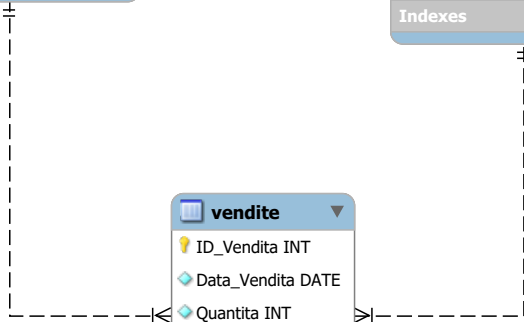 Indexes
vendite
ID_Vendita INT
Data_Vendita DATE
Quantita INT